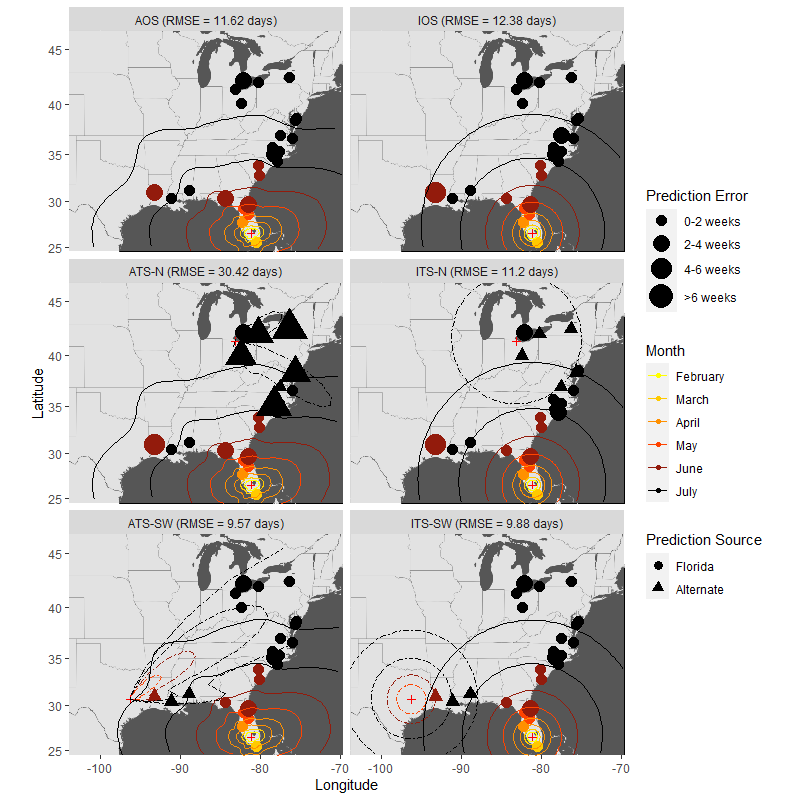 AOS (RMSE = 11.62 days)
IOS (RMSE = 12.38 days)
45
40
35
30
25
ATS-N (RMSE = 30.42 days)
ITS-N (RMSE = 11.2 days)
45
40
35
30
25
ATS-SW (RMSE = 9.57 days)
ITS-SW (RMSE = 9.88 days)
45
40
35
30
25
-100
-90
-80
-70
-100
-90
-80
-70
Longitude
Latitude
Prediction Error
0-2 weeks
2-4 weeks
4-6 weeks
>6 weeks
Month
February
March
April
May
June
July
Prediction Source
Florida
Alternate